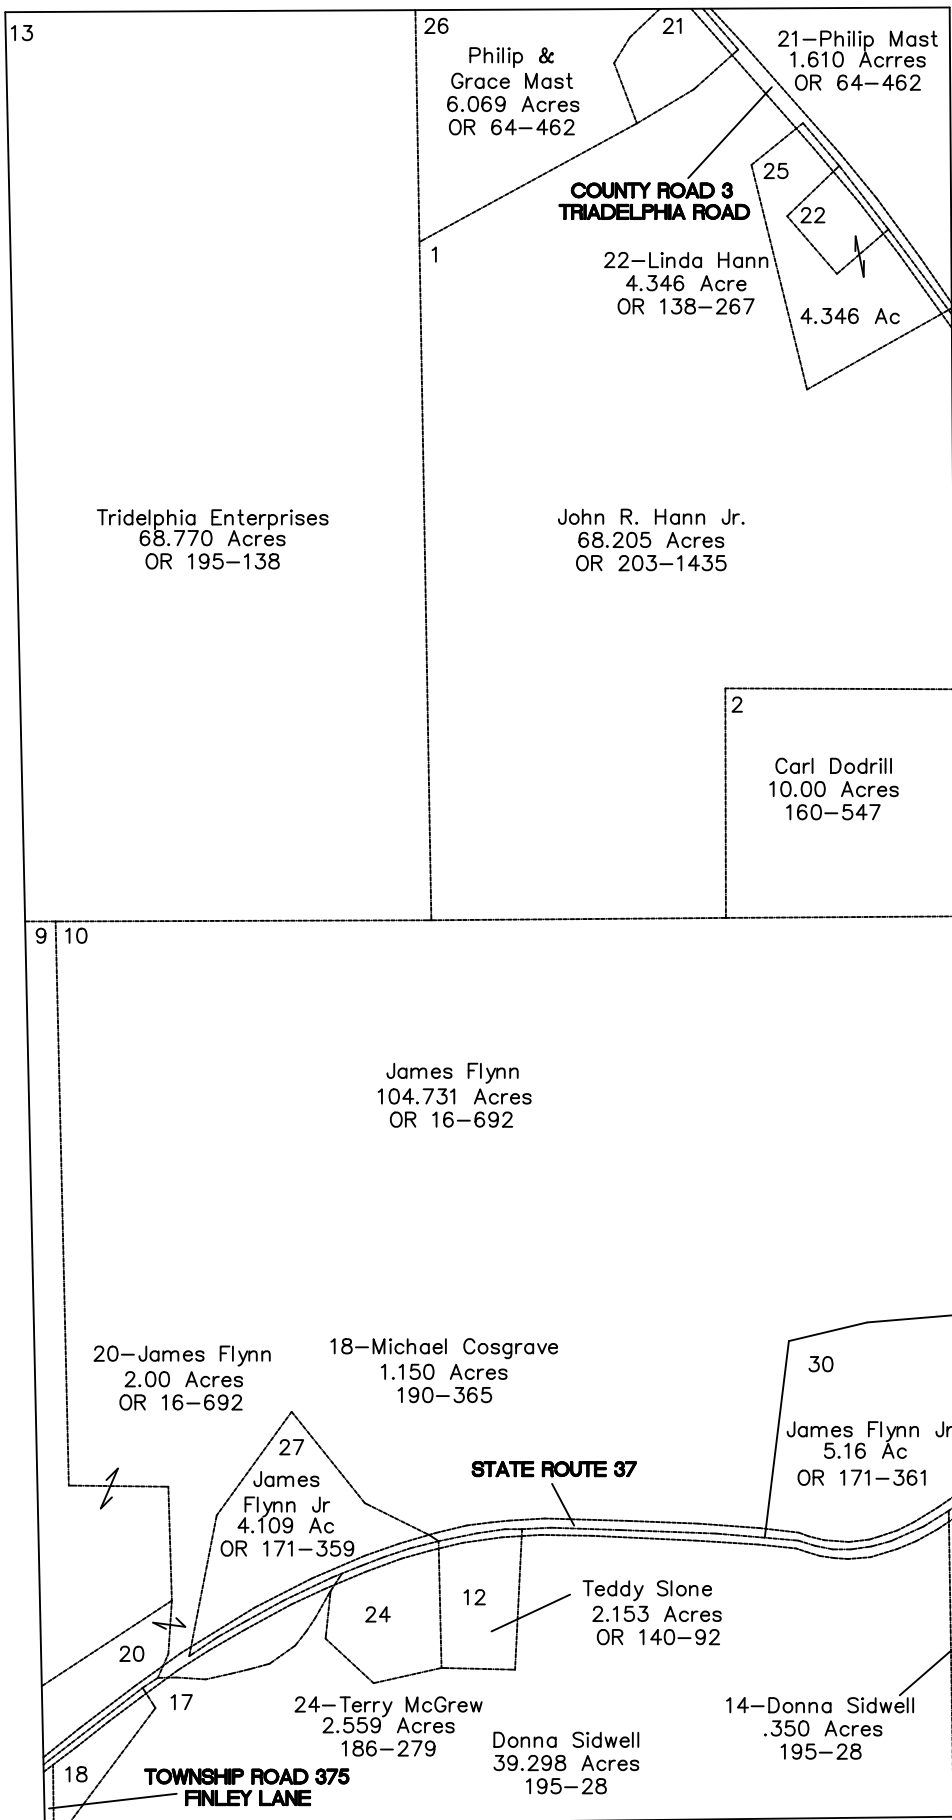 13
26
Philip &
Grace Mast
6.069 Acres
OR 64-462
21
21-Philip Mast
1.610 Acrres
OR 64-462
25
COUNTY ROAD 3
TRIADELPHIA ROAD
22
1
22-Linda Hann
4.346 Acre
OR 138-267
4.346 Ac
Tridelphia Enterprises
68.770 Acres
OR 195-138
John R. Hann Jr.
68.205 Acres
OR 203-1435
2
Carl Dodrill
10.00 Acres
160-547
9
10
James Flynn
104.731 Acres
OR 16-692
20-James Flynn
2.00 Acres
OR 16-692
18-Michael Cosgrave
1.150 Acres
190-365
30
James Flynn Jr
5.16 Ac
OR 171-361
27
James
Flynn Jr
4.109 Ac
OR 171-359
STATE ROUTE 37
24
12
Teddy Slone
2.153 Acres
OR 140-92
20
17
24-Terry McGrew
2.559 Acres
186-279
Donna Sidwell
39.298 Acres
195-28
14-Donna Sidwell
.350 Acres
195-28
18
TOWNSHIP ROAD 375
FINLEY LANE